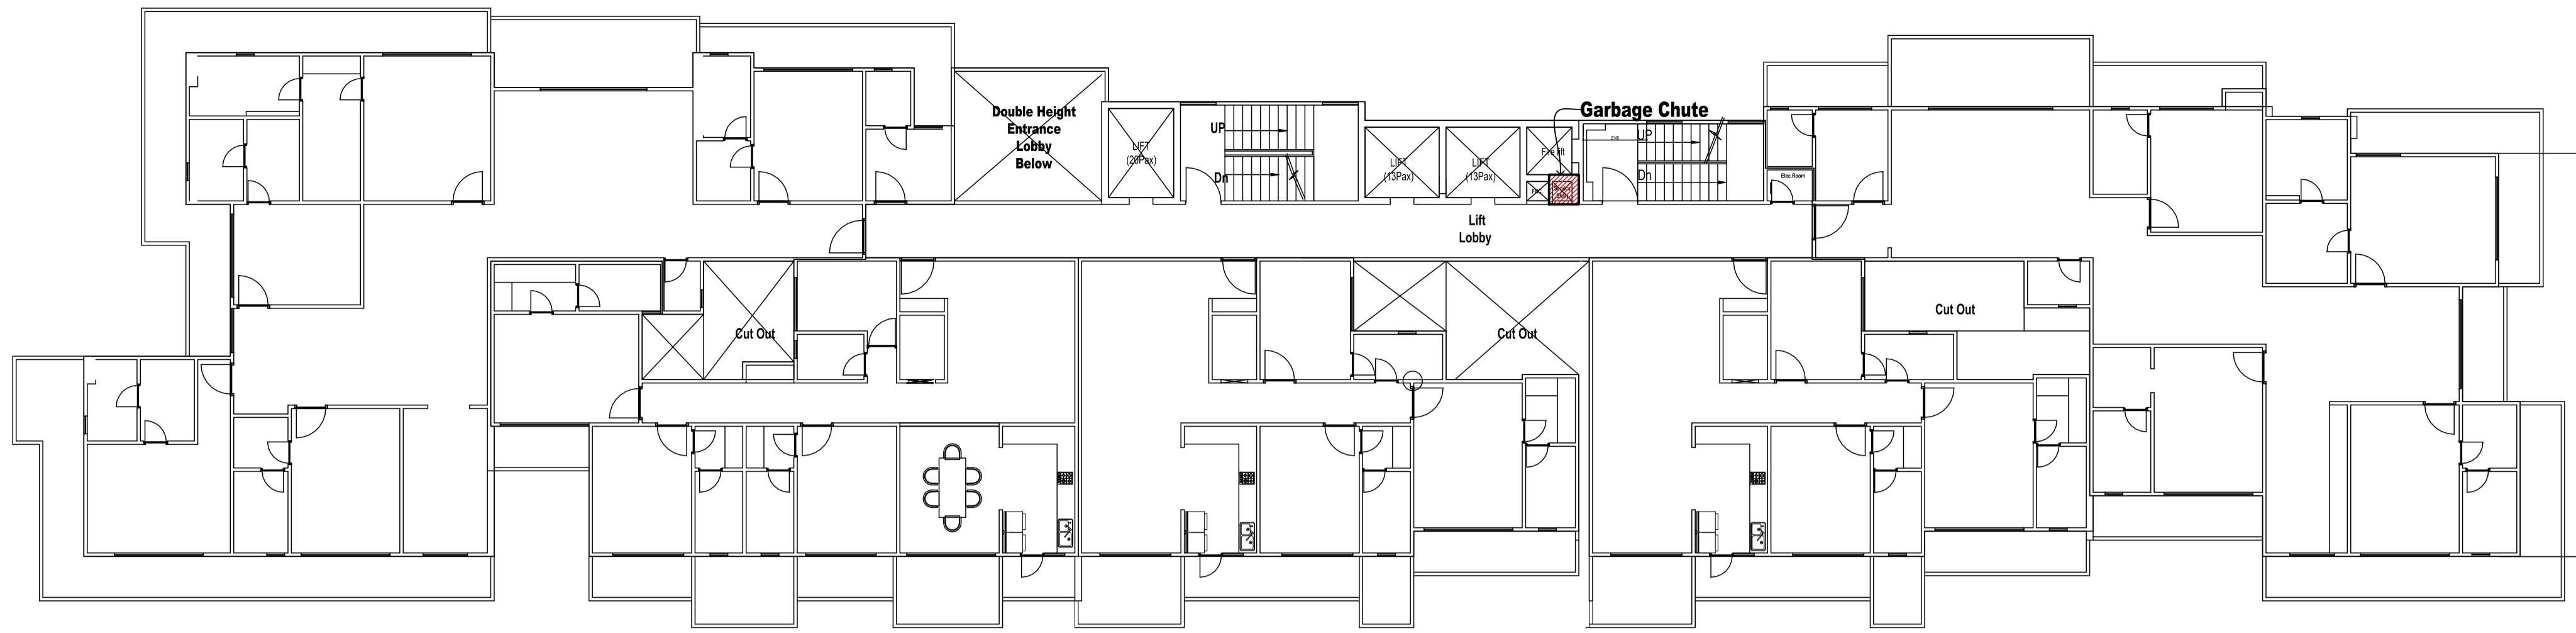 Garbage Chute
Double Height
Entrance
Lobby
Below
LIFT
(20Pax)
UP
Dn
LIFT
(13Pax)
LIFT
(13Pax)
Fire lift
UP
Dn
Elec.Room
Lift
Lobby
Cut Out
Cut Out
Cut Out